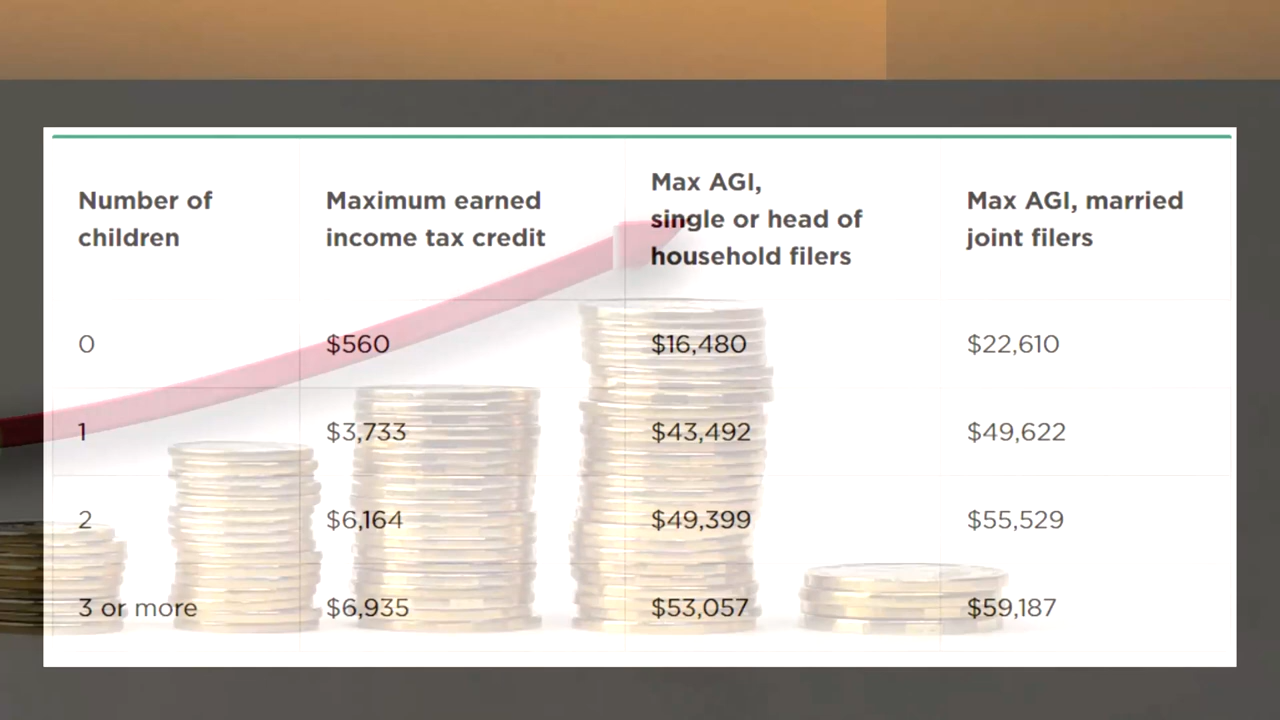 Number of
children
Maximum earned
income tax credit
Max AGI,
single or head of
household filers
Max AGI, married
joint filers
0
$560
$16,480
$22,610
1
$3,733
$43,492
$49,622
2
$6,164
$49,399
$55,529
3 or more
$6,935
$53,057
$59,187